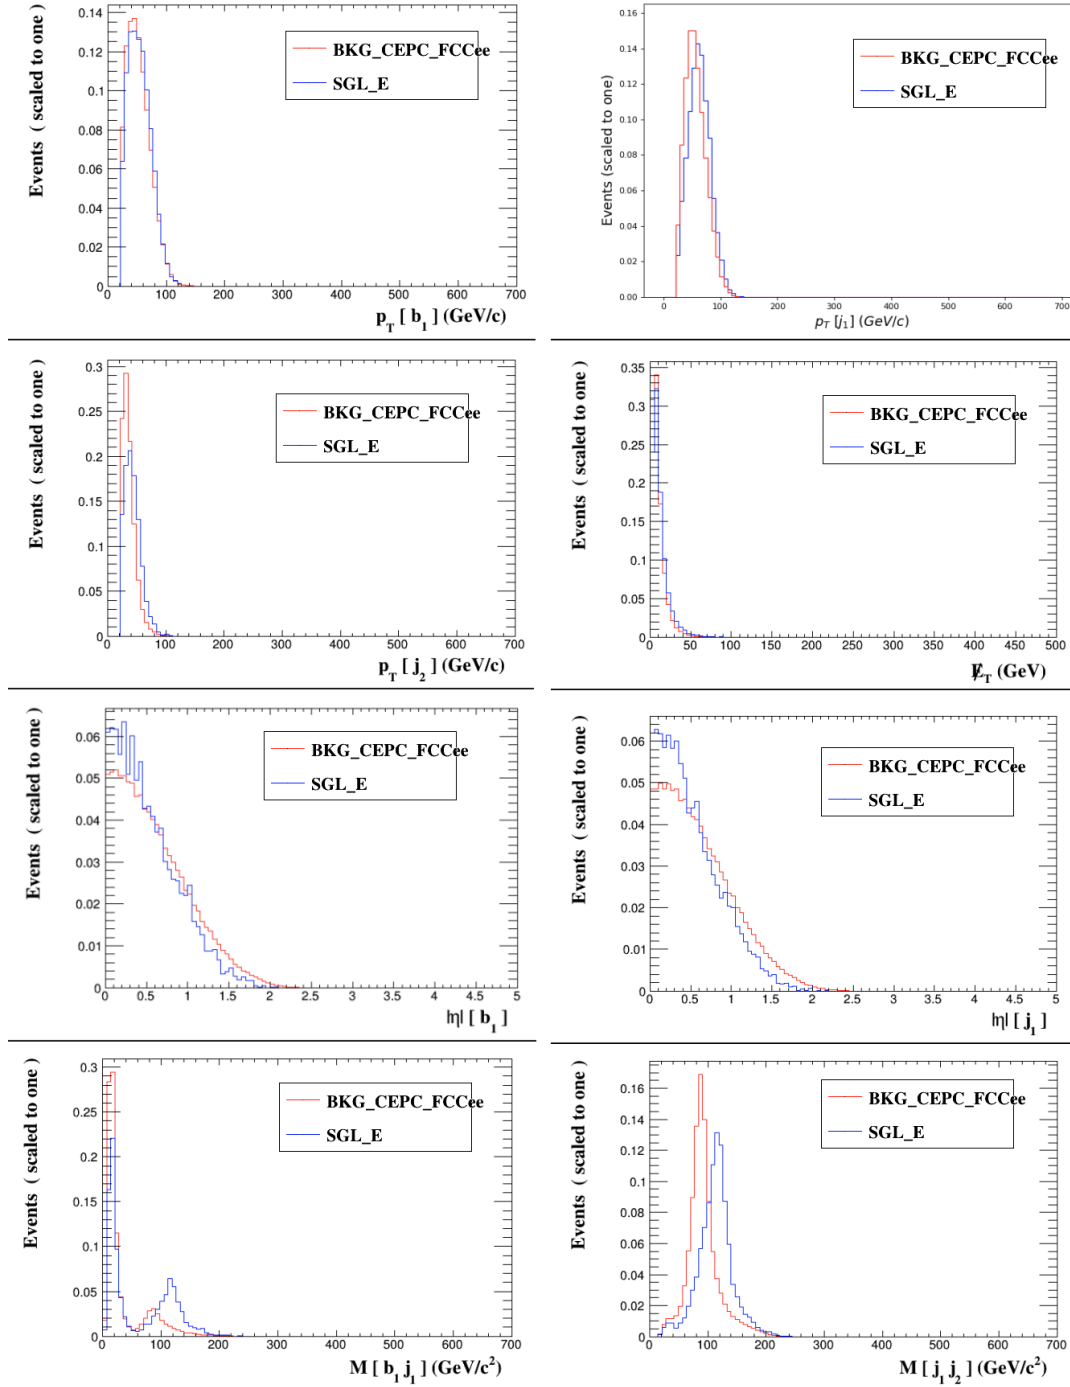 Events ( scaled to one )
0.14
0.12
0.1
0.08
0.06
0.04
0.02
0
BKG_CEPC_FCCee
SGL_E
0 100 200 300 400 500 600 700
p_T [ b_1 ] (GeV/c)
Events (scaled to one)
0.16
0.14
0.12
0.10
0.08
0.06
0.04
0.02
0.00
BKG_CEPC_FCCee
SGL_E
0 100 200 300 400 500 600 700
p_T [j_1] (GeV/c)
Events ( scaled to one )
0.3
0.25
0.2
0.15
0.1
0.05
0
BKG_CEPC_FCCee
SGL_E
0 100 200 300 400 500 600 700
p_T [ j_2 ] (GeV/c)
Events ( scaled to one )
0.35
0.3
0.25
0.2
0.15
0.1
0.05
0
BKG_CEPC_FCCee
SGL_E
0 50 100 150 200 250 300 350 400 450 500
E̸_T (GeV)
Events ( scaled to one )
0.06
0.05
0.04
0.03
0.02
0.01
0
BKG_CEPC_FCCee
SGL_E
0 0.5 1 1.5 2 2.5 3 3.5 4 4.5 5
|η| [ b_1 ]
Events ( scaled to one )
0.06
0.05
0.04
0.03
0.02
0.01
0
BKG_CEPC_FCCee
SGL_E
0 0.5 1 1.5 2 2.5 3 3.5 4 4.5 5
|η| [ j_1 ]
Events ( scaled to one )
0.3
0.25
0.2
0.15
0.1
0.05
0
BKG_CEPC_FCCee
SGL_E
0 100 200 300 400 500 600 700
M [ b_1 j_1 ] (GeV/c²)
Events ( scaled to one )
0.16
0.14
0.12
0.1
0.08
0.06
0.04
0.02
0
BKG_CEPC_FCCee
SGL_E
0 100 200 300 400 500 600 700
M [ j_1 j_2 ] (GeV/c²)